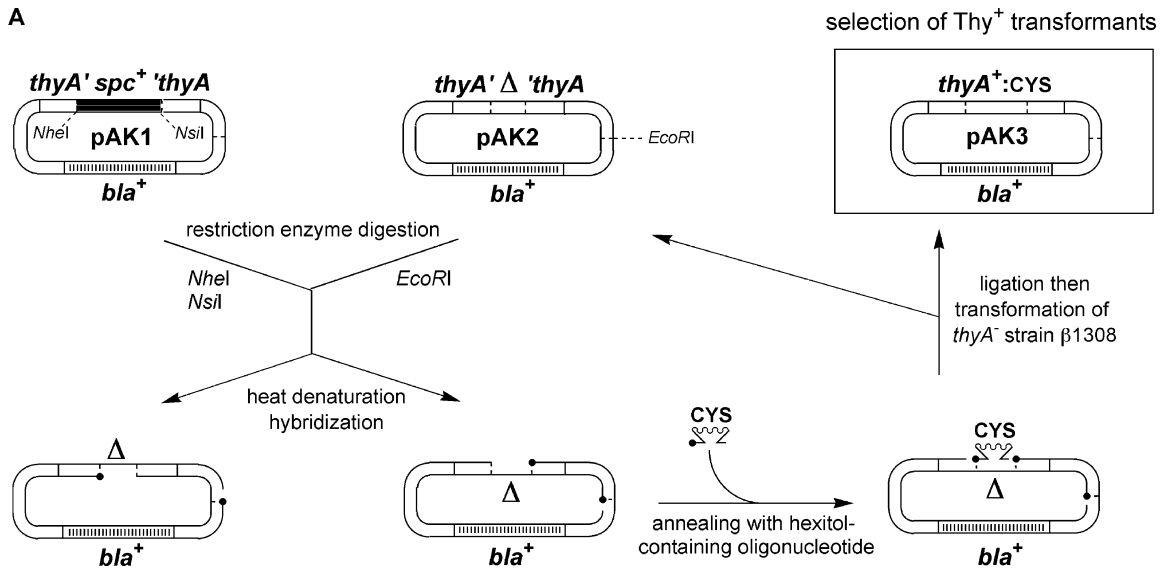 A
selection of Thy+ transformants
thyA' spc+ 'thyA
NheI
pAK1
NsiI
bla+
thyA' Δ 'thyA
pAK2
EcoRI
bla+
thyA+:CYS
pAK3
bla+
restriction enzyme digestion
NheI
NsiI
EcoRI
heat denaturation
hybridization
ligation then
transformation of
thyA- strain β1308
Δ
bla+
Δ
bla+
CYS
annealing with hexitol-
containing oligonucleotide
CYS
Δ
bla+